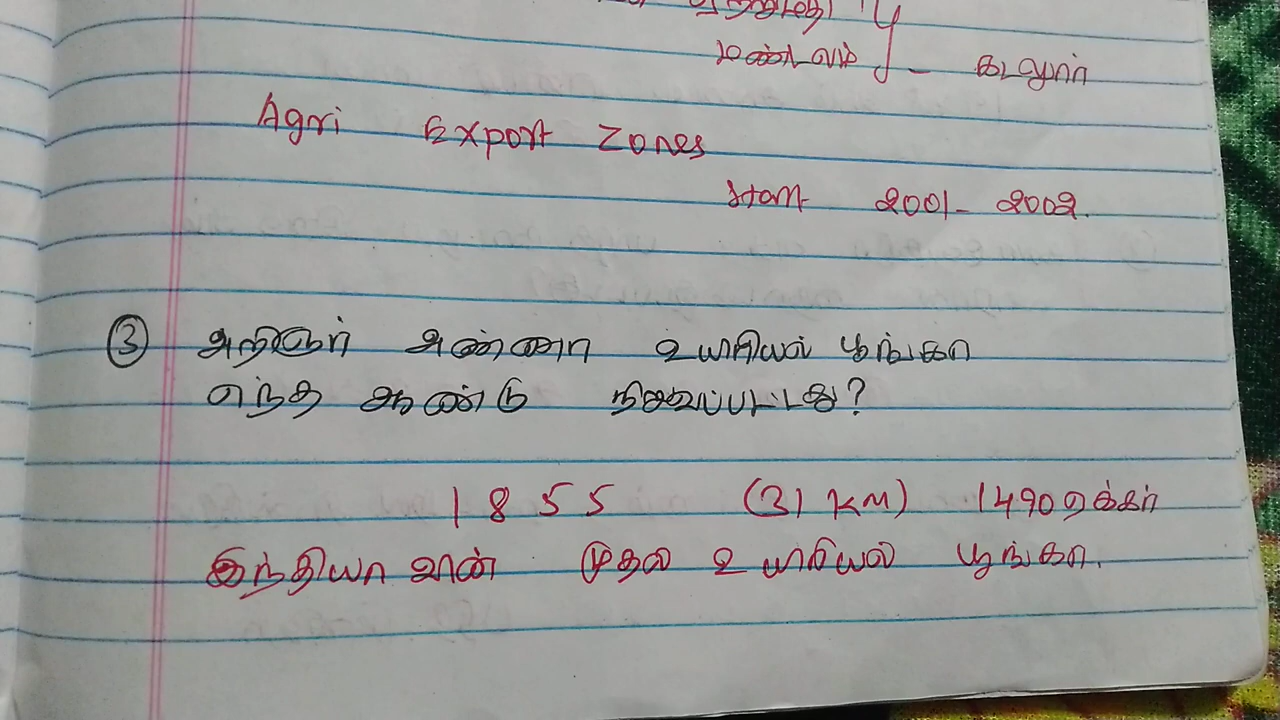 மண்டலம் } - கடலூர்
Agri Export Zones
Start 2001-2002.
③ அறிஞர் அண்ணா உயிரியல் பூங்கா
எந்த ஆண்டு நிறுவப்பட்டது?
1855 (31 KM) 1490 ஏக்கர்
இந்தியாவின் முதல் உயிரியல் பூங்கா.